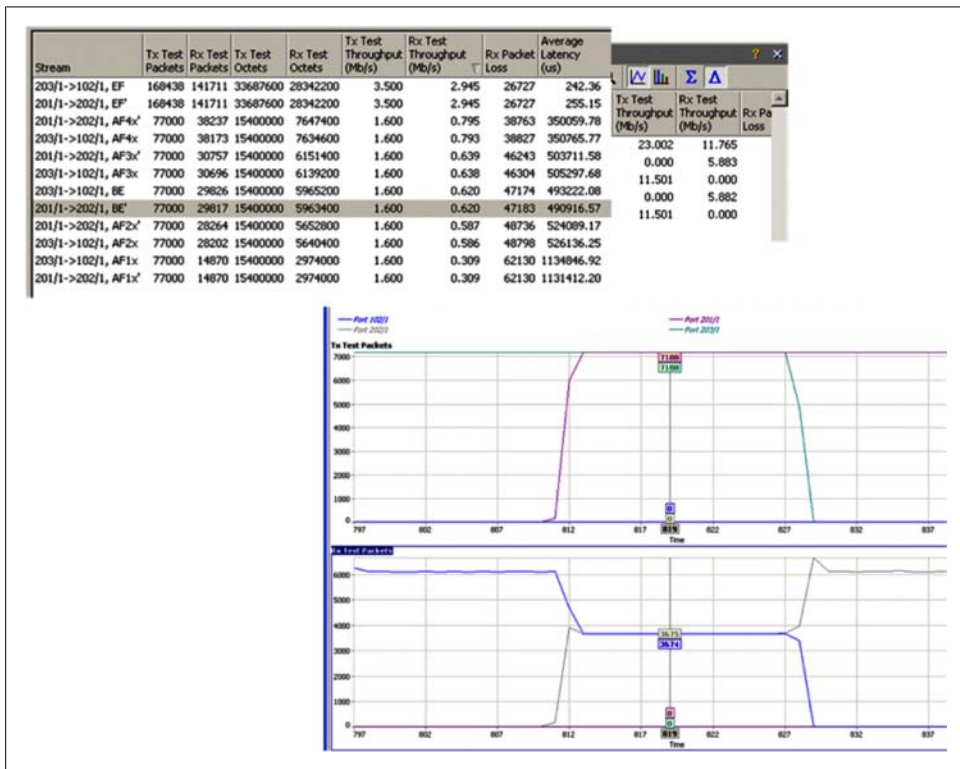 Stream Tx Test Packets Rx Test Packets Tx Test Octets Rx Test Octets Tx Test Throughput (Mb/s) Rx Test Throughput (Mb/s) Rx Packet Loss Average Latency (us)
203/1->102/1, EF 168438 141711 33687600 28342200 3.500 2.945 26727 242.36
201/1->202/1, EF' 168438 141711 33687600 28342200 3.500 2.945 26727 255.15
201/1->202/1, AF4x' 77000 38237 15400000 7647400 1.600 0.795 38763 350059.78
203/1->102/1, AF4x 77000 38173 15400000 7634600 1.600 0.793 38827 350765.77
201/1->202/1, AF3x' 77000 30757 15400000 6151400 1.600 0.639 46243 503711.58
203/1->102/1, AF3x 77000 30696 15400000 6139200 1.600 0.638 46304 505297.68
203/1->102/1, BE 77000 29826 15400000 5965200 1.600 0.620 47174 493222.08
201/1->202/1, BE' 77000 29817 15400000 5963400 1.600 0.620 47183 490916.57
201/1->202/1, AF2x' 77000 28264 15400000 5652800 1.600 0.587 48736 524089.17
203/1->102/1, AF2x 77000 28202 15400000 5640400 1.600 0.586 48798 526136.25
203/1->102/1, AF1x 77000 14870 15400000 2974000 1.600 0.309 62130 1134846.92
201/1->202/1, AF1x' 77000 14870 15400000 2974000 1.600 0.309 62130 1131412.20
? x
Σ Δ
Tx Test Throughput (Mb/s) Rx Test Throughput (Mb/s) Rx Pa Loss
23.002 11.765
0.000 5.883
11.501 0.000
0.000 5.882
11.501 0.000
Port 102/1 Port 201/1
Port 202/1 Port 203/1
Tx Test Packets
7000
6000
5000
4000
3000
2000
1000
0
7188
7188
0
0
797 802 807 812 817 819 822 827 832 837
Time
Rx Test Packets
6000
5000
4000
3000
2000
1000
0
3675
3674
0
0
797 802 807 812 817 819 822 827 832 837
Time